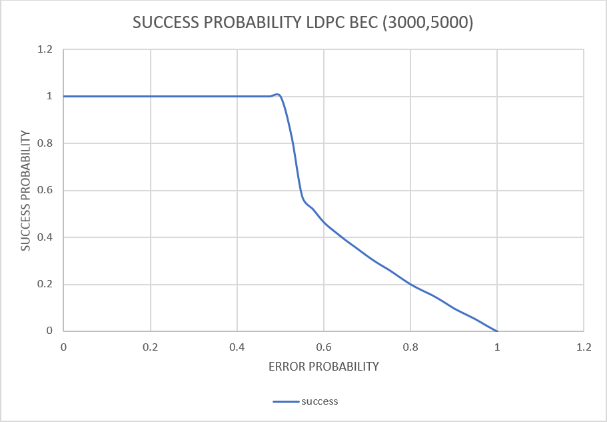 SUCCESS PROBABILITY LDPC BEC (3000,5000)
1.2
1
0.8
0.6
0.4
0.2
0
SUCCESS PROBABILITY
0 0.2 0.4 0.6 0.8 1 1.2
ERROR PROBABILITY
success